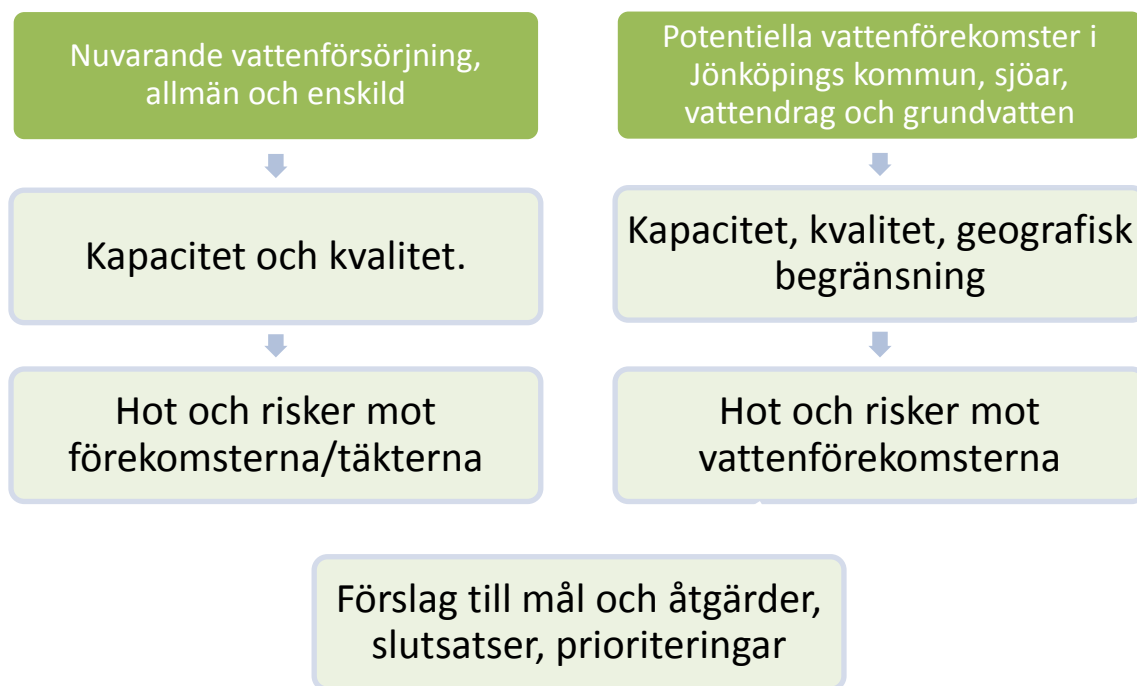 Nuvarande vattenförsörjning,
allmän och enskild
Kapacitet och kvalitet.
Hot och risker mot
förekomsterna/täkterna
Potentiella vattenförekomster i
Jönköpings kommun, sjöar,
vattendrag och grundvatten
Kapacitet, kvalitet, geografisk
begränsning
Hot och risker mot
vattenförekomsterna
Förslag till mål och åtgärder,
slutsatser, prioriteringar